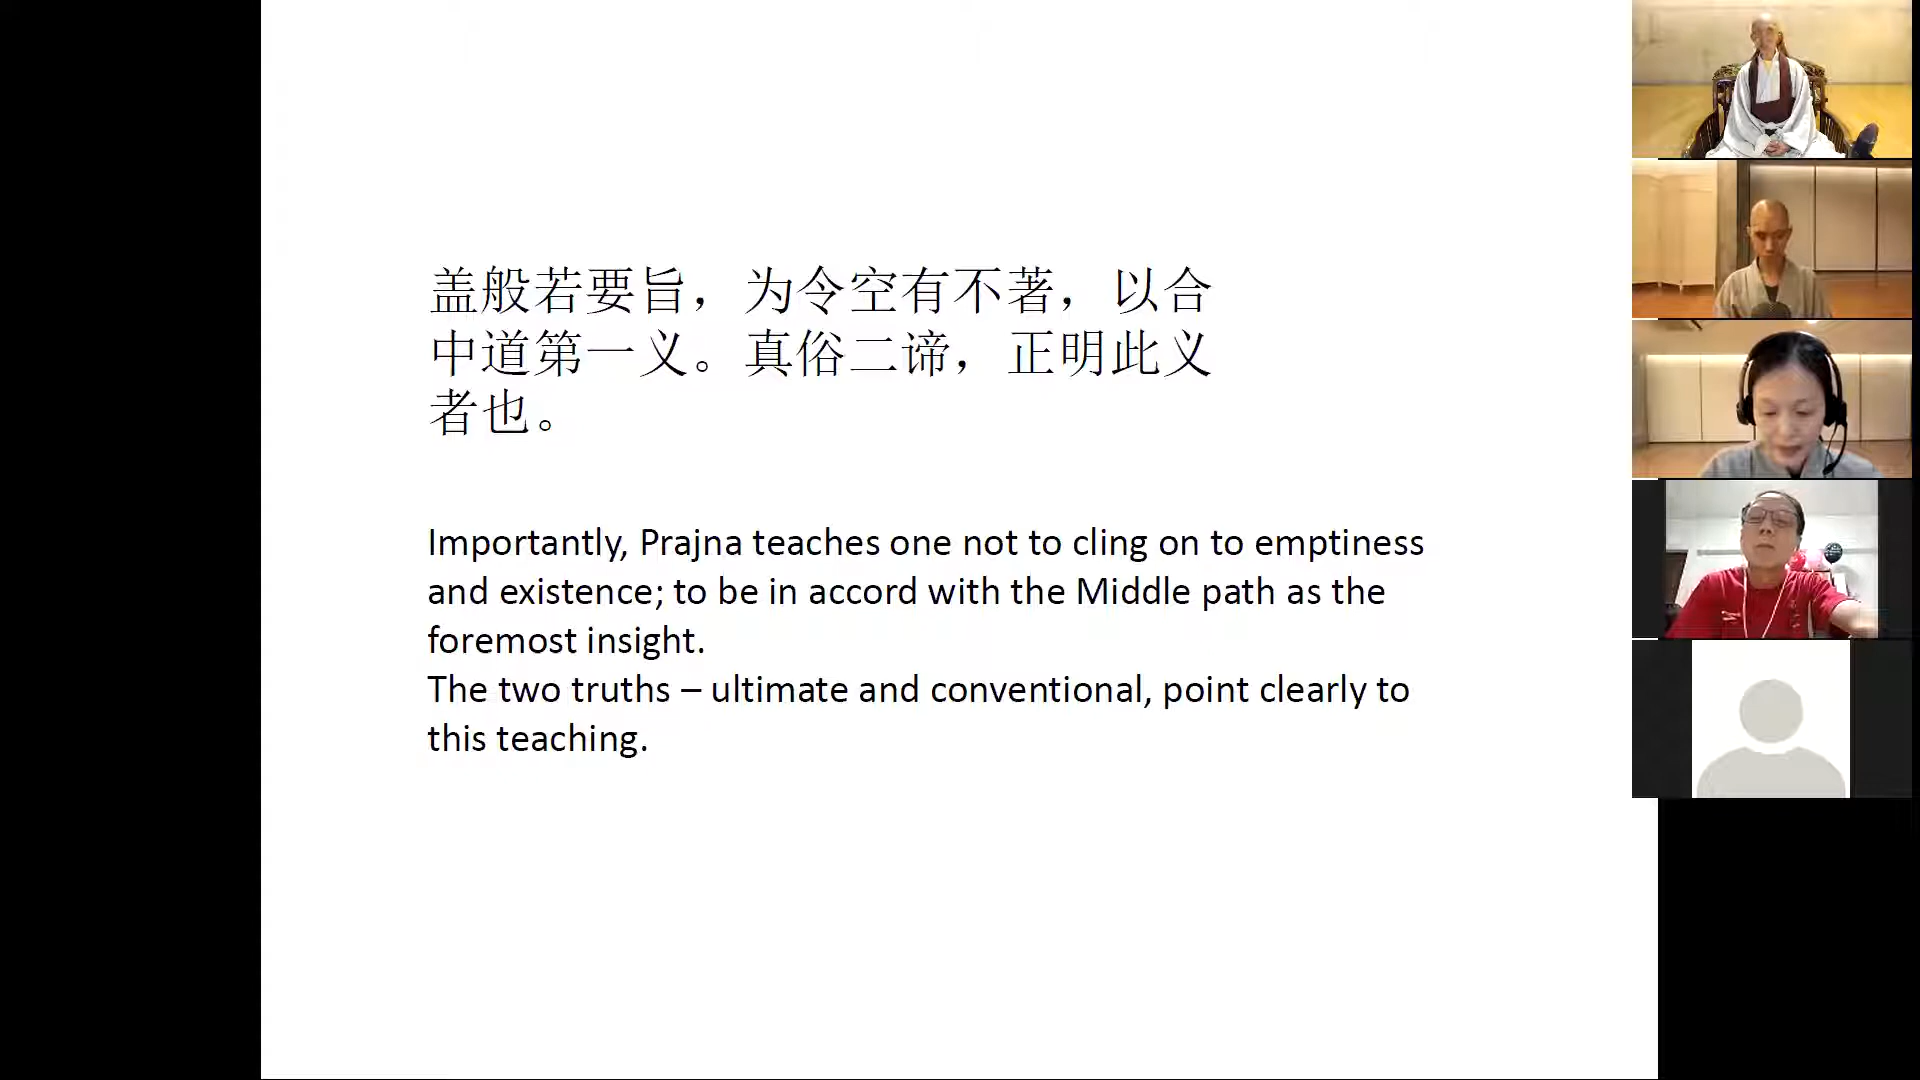 盖般若要旨，为令空有不著，以合
中道第一义。真俗二谛，正明此义
者也。
Importantly, Prajna teaches one not to cling on to emptiness
and existence; to be in accord with the Middle path as the
foremost insight.
The two truths – ultimate and conventional, point clearly to
this teaching.